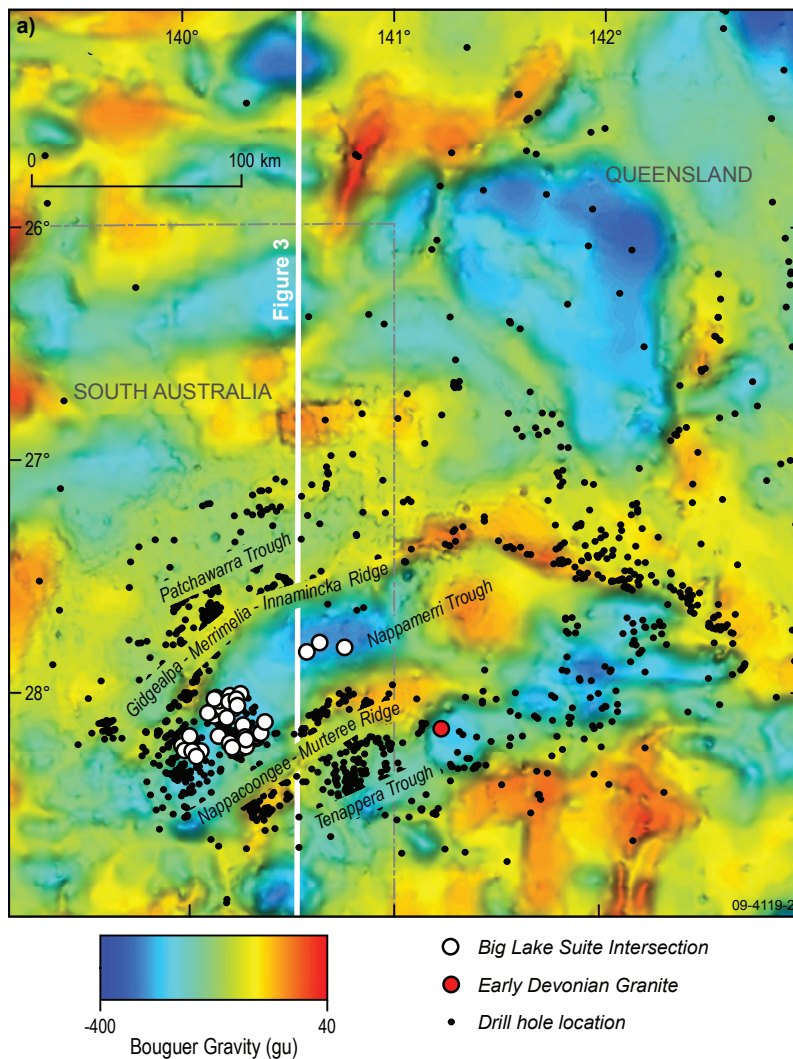 a)
140°
141°
142°
0
100 km
QUEENSLAND
26°
Figure 3
SOUTH AUSTRALIA
27°
Patchawarra Trough
Gidgealpa - Merrimelia - Innamincka Ridge
Nappamerri Trough
28°
Nappacoongee - Murteree Ridge
Tenappera Trough
09-4119-2
-400
40
Bouguer Gravity (gu)
Big Lake Suite Intersection
Early Devonian Granite
Drill hole location